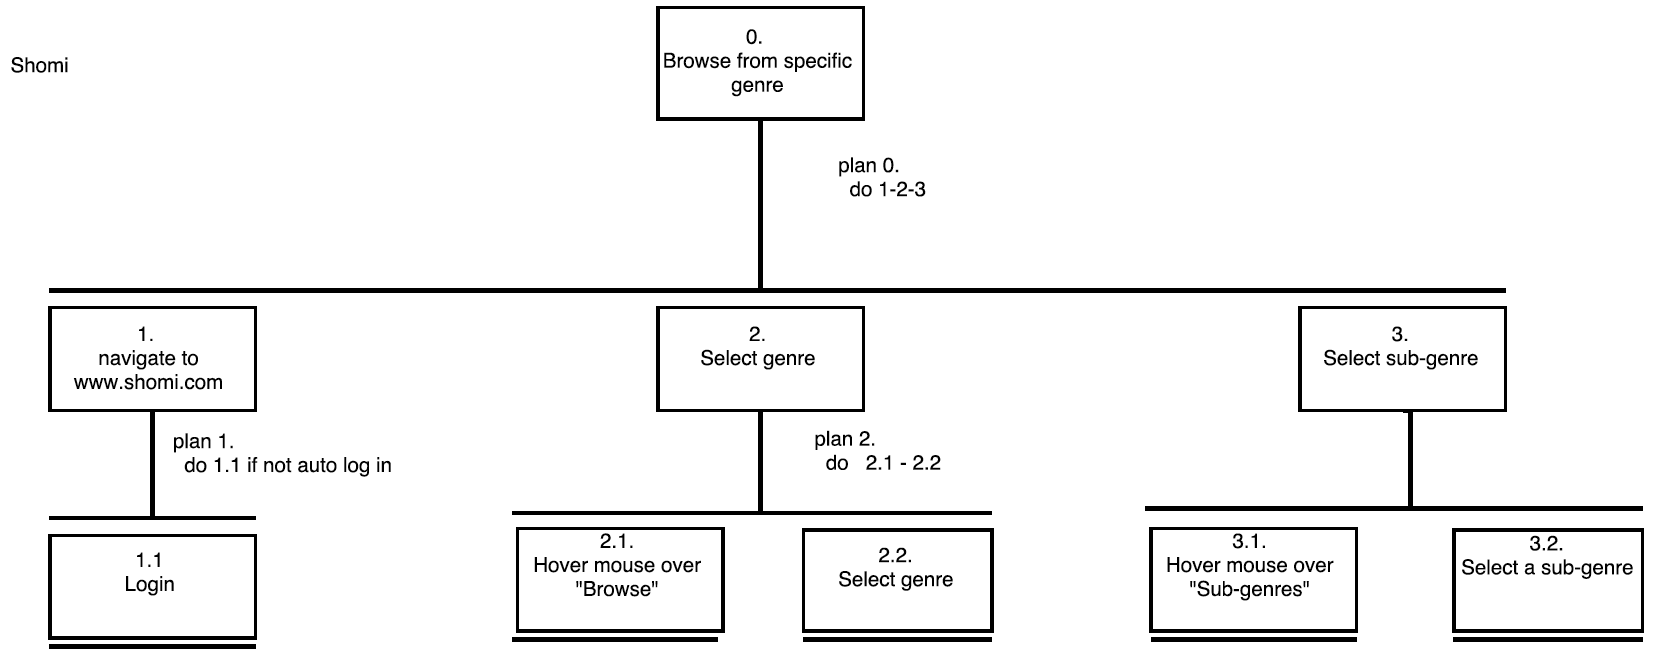 Shomi
0.
Browse from specific
genre
plan 0.
do 1-2-3
1.
navigate to
www.shomi.com
2.
Select genre
3.
Select sub-genre
plan 1.
do 1.1 if not auto log in
plan 2.
do 2.1 - 2.2
1.1
Login
2.1.
Hover mouse over
"Browse"
2.2.
Select genre
3.1.
Hover mouse over
"Sub-genres"
3.2.
Select a sub-genre